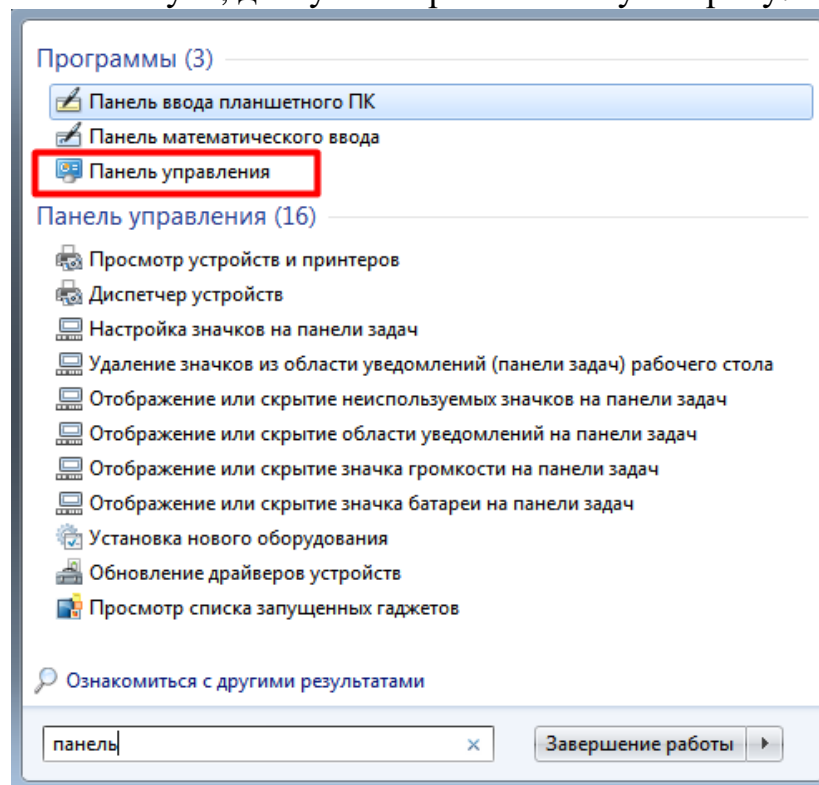 Программы (3)
Панель ввода планшетного ПК
Панель математического ввода
Панель управления
Панель управления (16)
Просмотр устройств и принтеров
Диспетчер устройств
Настройка значков на панели задач
Удаление значков из области уведомлений (панели задач) рабочего стола
Отображение или скрытие неиспользуемых значков на панели задач
Отображение или скрытие области уведомлений на панели задач
Отображение или скрытие значка громкости на панели задач
Отображение или скрытие значка батареи на панели задач
Установка нового оборудования
Обновление драйверов устройств
Просмотр списка запущенных гаджетов
Ознакомиться с другими результатами
панель
Завершение работы